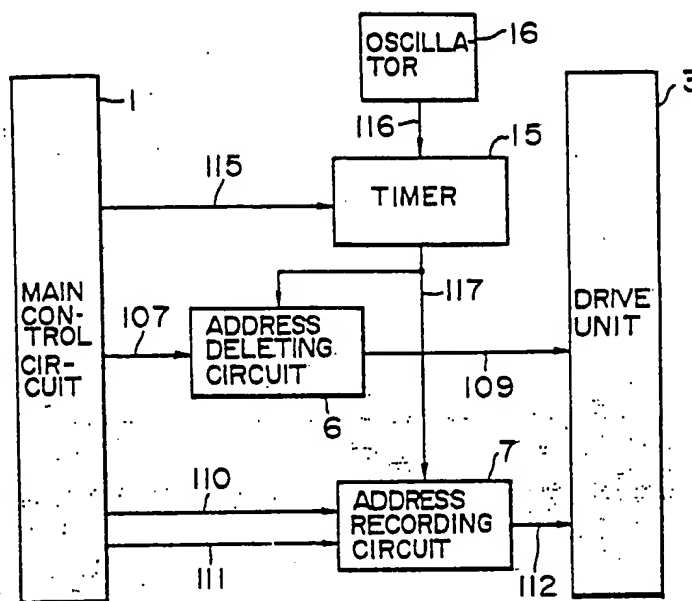 16
OSCILLA
TOR
1
3
116
15
115
TIMER
117
MAIN
CON-
TROL
CIR-
CUIT
107
ADDRESS
DELETING
CIRCUIT
DRIVE
UNIT
109
6
7
110
ADDRESS
RECORDING
CIRCUIT
111
112